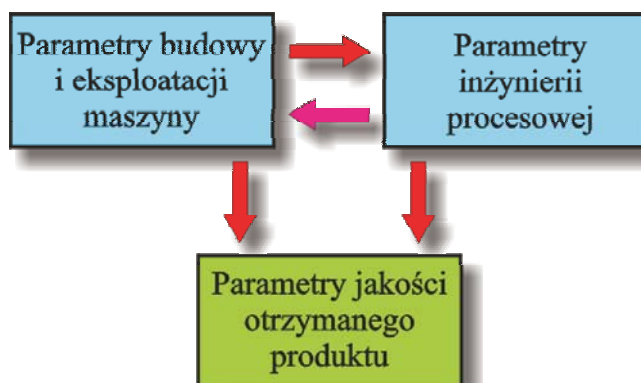 Parametry budowy
i eksploatacji
maszyny
Parametry
inżynierii
procesowej
Parametry jakości
otrzymanego
produktu